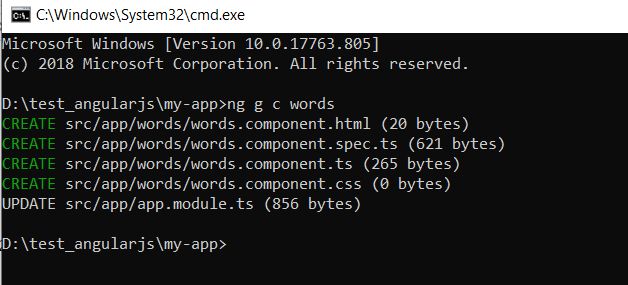 C:\Windows\System32\cmd.exe
Microsoft Windows [Version 10.0.17763.805]
(c) 2018 Microsoft Corporation. All rights reserved.
D:\test_angularjs\my-app>ng g c words
CREATE src/app/words/words.component.html (20 bytes)
CREATE src/app/words/words.component.spec.ts (621 bytes)
CREATE src/app/words/words.component.ts (265 bytes)
CREATE src/app/words/words.component.css (0 bytes)
UPDATE src/app/app.module.ts (856 bytes)
D:\test_angularjs\my-app>